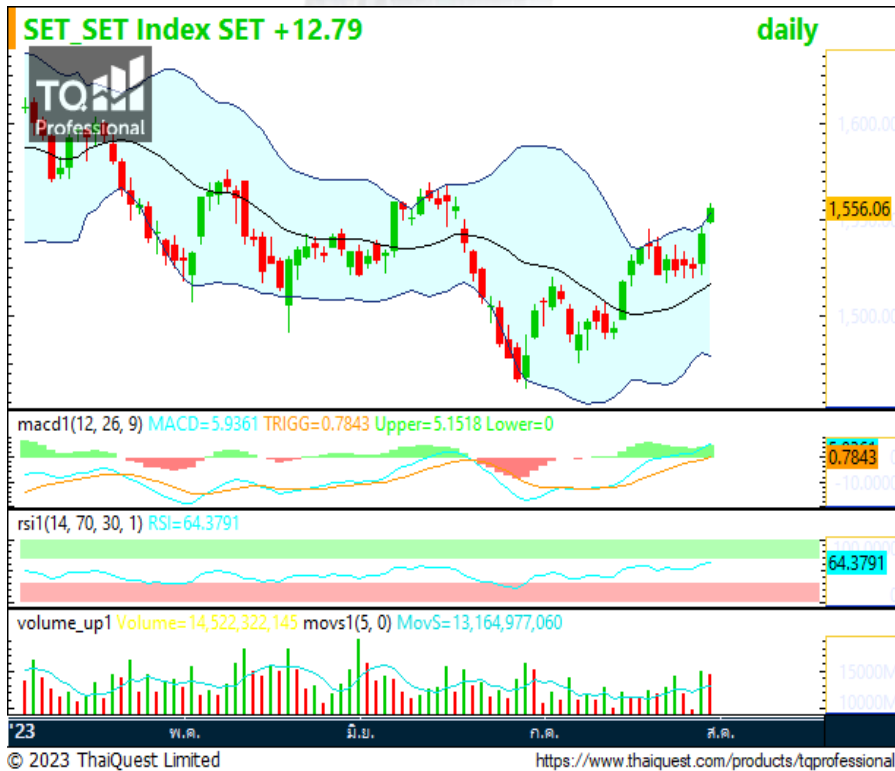 SET_SET Index SET +12.79 daily
TQ
Professional
1,600.00
1,556.06
1,500.00
macd1(12, 26, 9) MACD=5.9361 TRIGG=0.7843 Upper=5.1518 Lower=0
0.7843
-10.0000
rsi1(14, 70, 30, 1) RSI=64.3791
64.3791
volume_up1 Volume=14,522,322,145 movs1(5, 0) MovS=13,164,977,060
15000M
10000M
'23 พ.ค. มิ.ย. ก.ค. ส.ค.
© 2023 ThaiQuest Limited https://www.thaiquest.com/products/tqprofessional